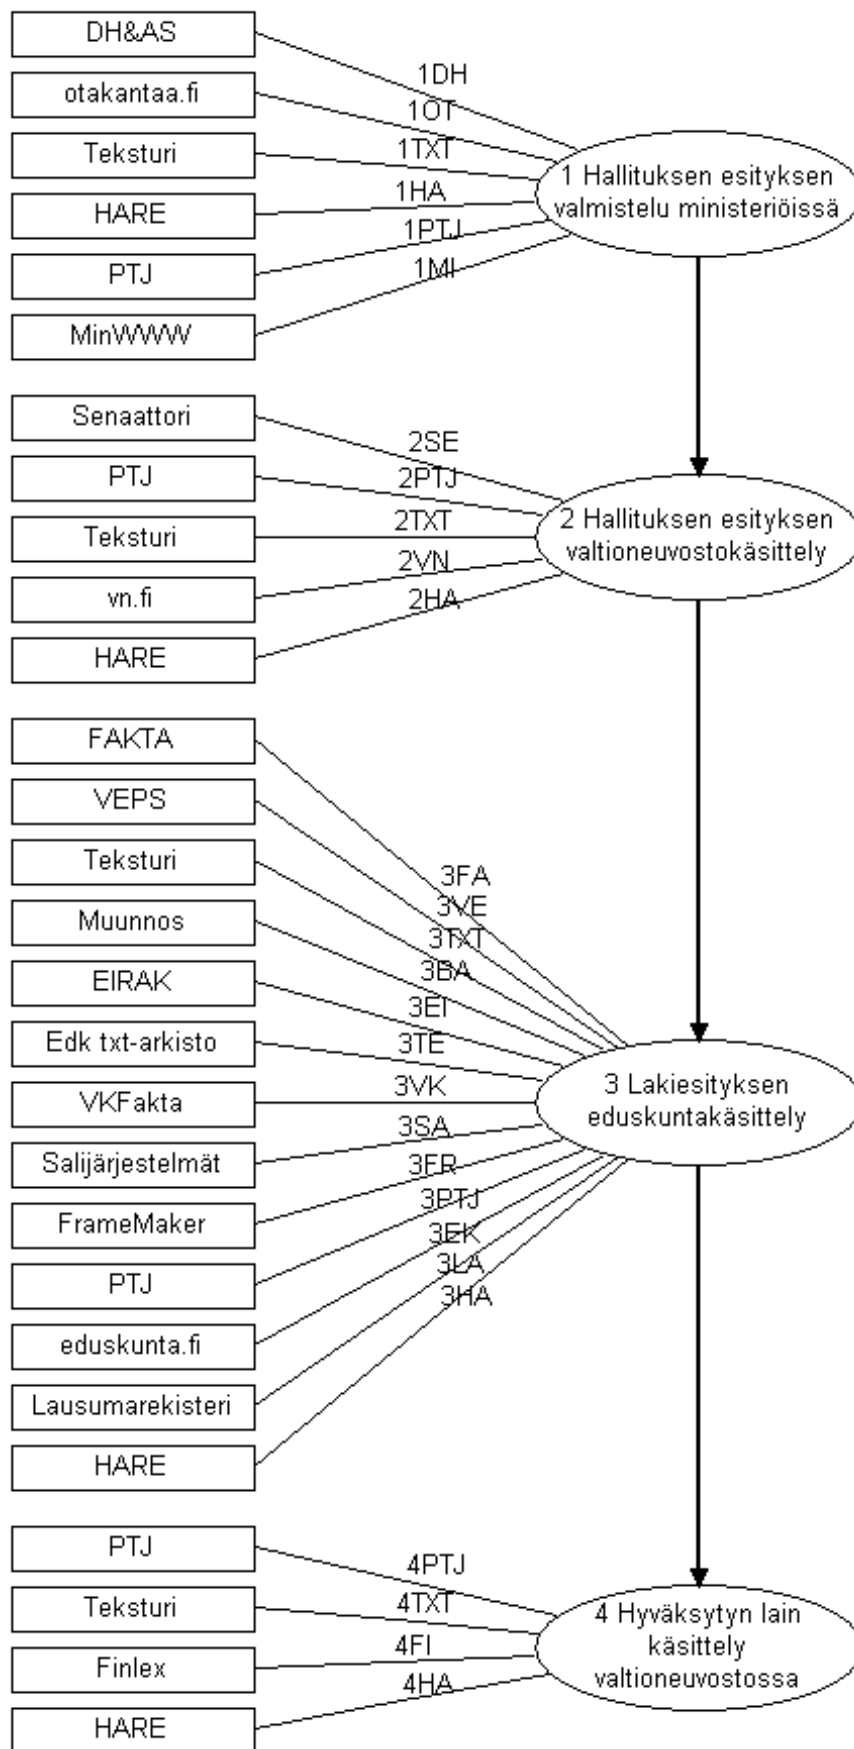 DH&AS
1DH
otakantaa.fi
1OT
Teksturi
1TXT
HARE
1HA
PTJ
1PTJ
MinWWW
1MI
1 Hallituksen esityksen
valmistelu ministeriöissä
Senaattori
2SE
PTJ
2PTJ
Teksturi
2TXT
vn.fi
2VN
HARE
2HA
2 Hallituksen esityksen
valtioneuvostokäsittely
FAKTA
3FA
VEPS
3VE
Teksturi
3TXT
Muunnos
3BA
EIRAK
3EI
Edk txt-arkisto
3TE
VKFakta
3VK
Salijärjestelmät
3SA
FrameMaker
3FR
PTJ
3PTJ
eduskunta.fi
3EK
Lausumarekisteri
3LA
HARE
3HA
3 Lakiesityksen
eduskuntakäsittely
PTJ
4PTJ
Teksturi
4TXT
Finlex
4FI
HARE
4HA
4 Hyväksytyn lain
käsittely
valtioneuvostossa